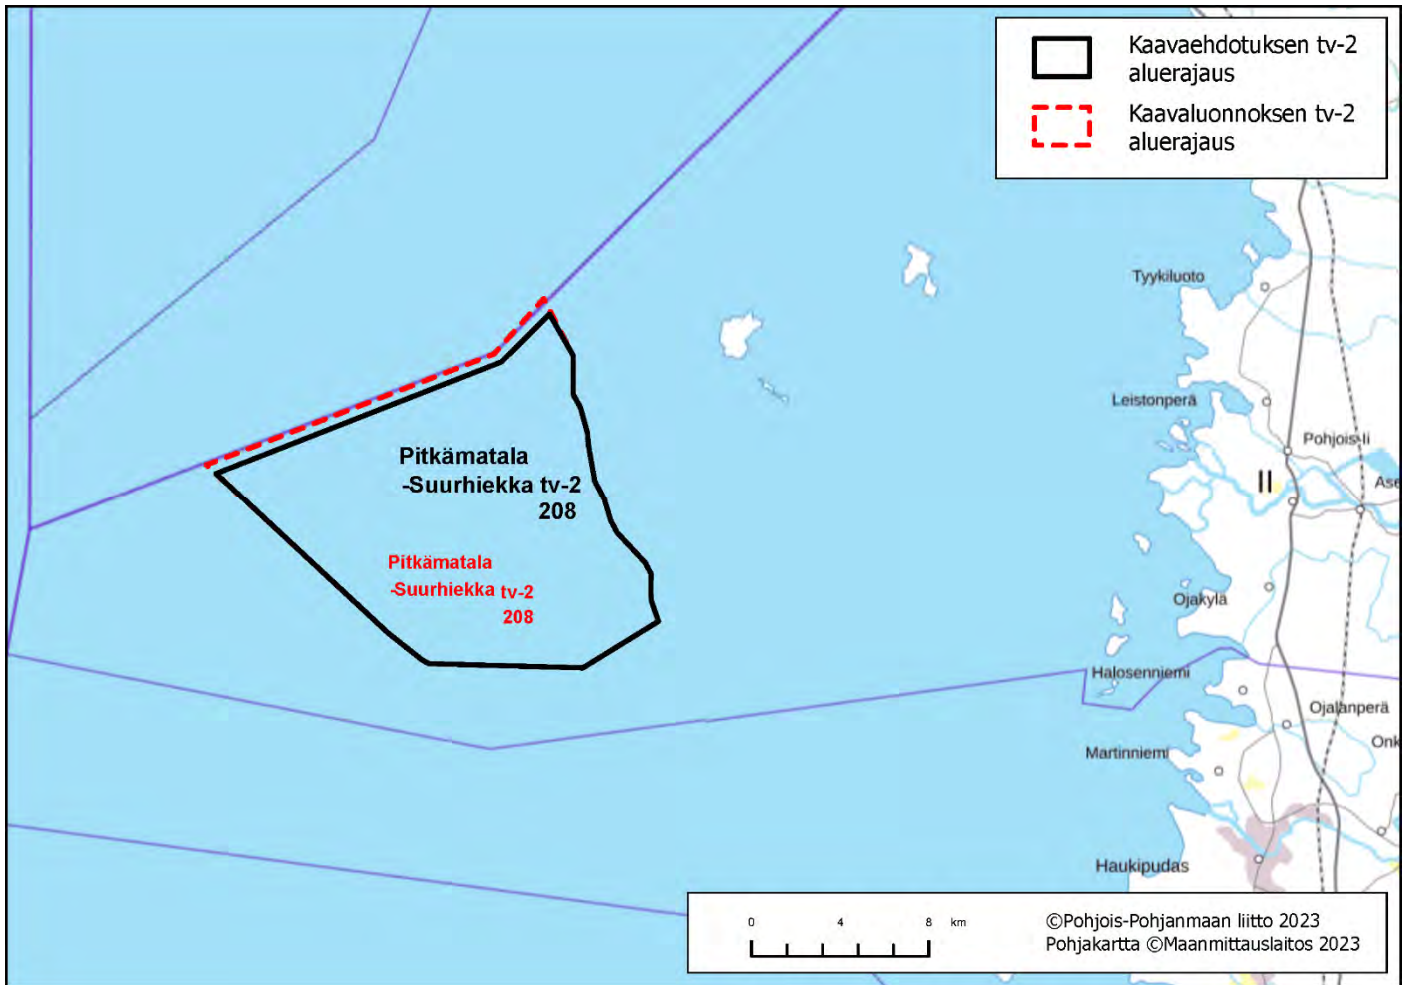 Kaavaehdotuksen tv-2
aluerajaus
Kaavaluonnoksen tv-2
aluerajaus
Tyykiluoto
Leistonperä
Pohjois-Ii
II
Ase
Pitkämatala
-Suurhiekka tv-2
208
Pitkämatala
-Suurhiekka tv-2
208
Ojakylä
Halosenniemi
Ojalanperä
Onk
Martinniemi
Haukipudas
0 4 8 km
©Pohjois-Pohjanmaan liitto 2023
Pohjakartta ©Maanmittauslaitos 2023